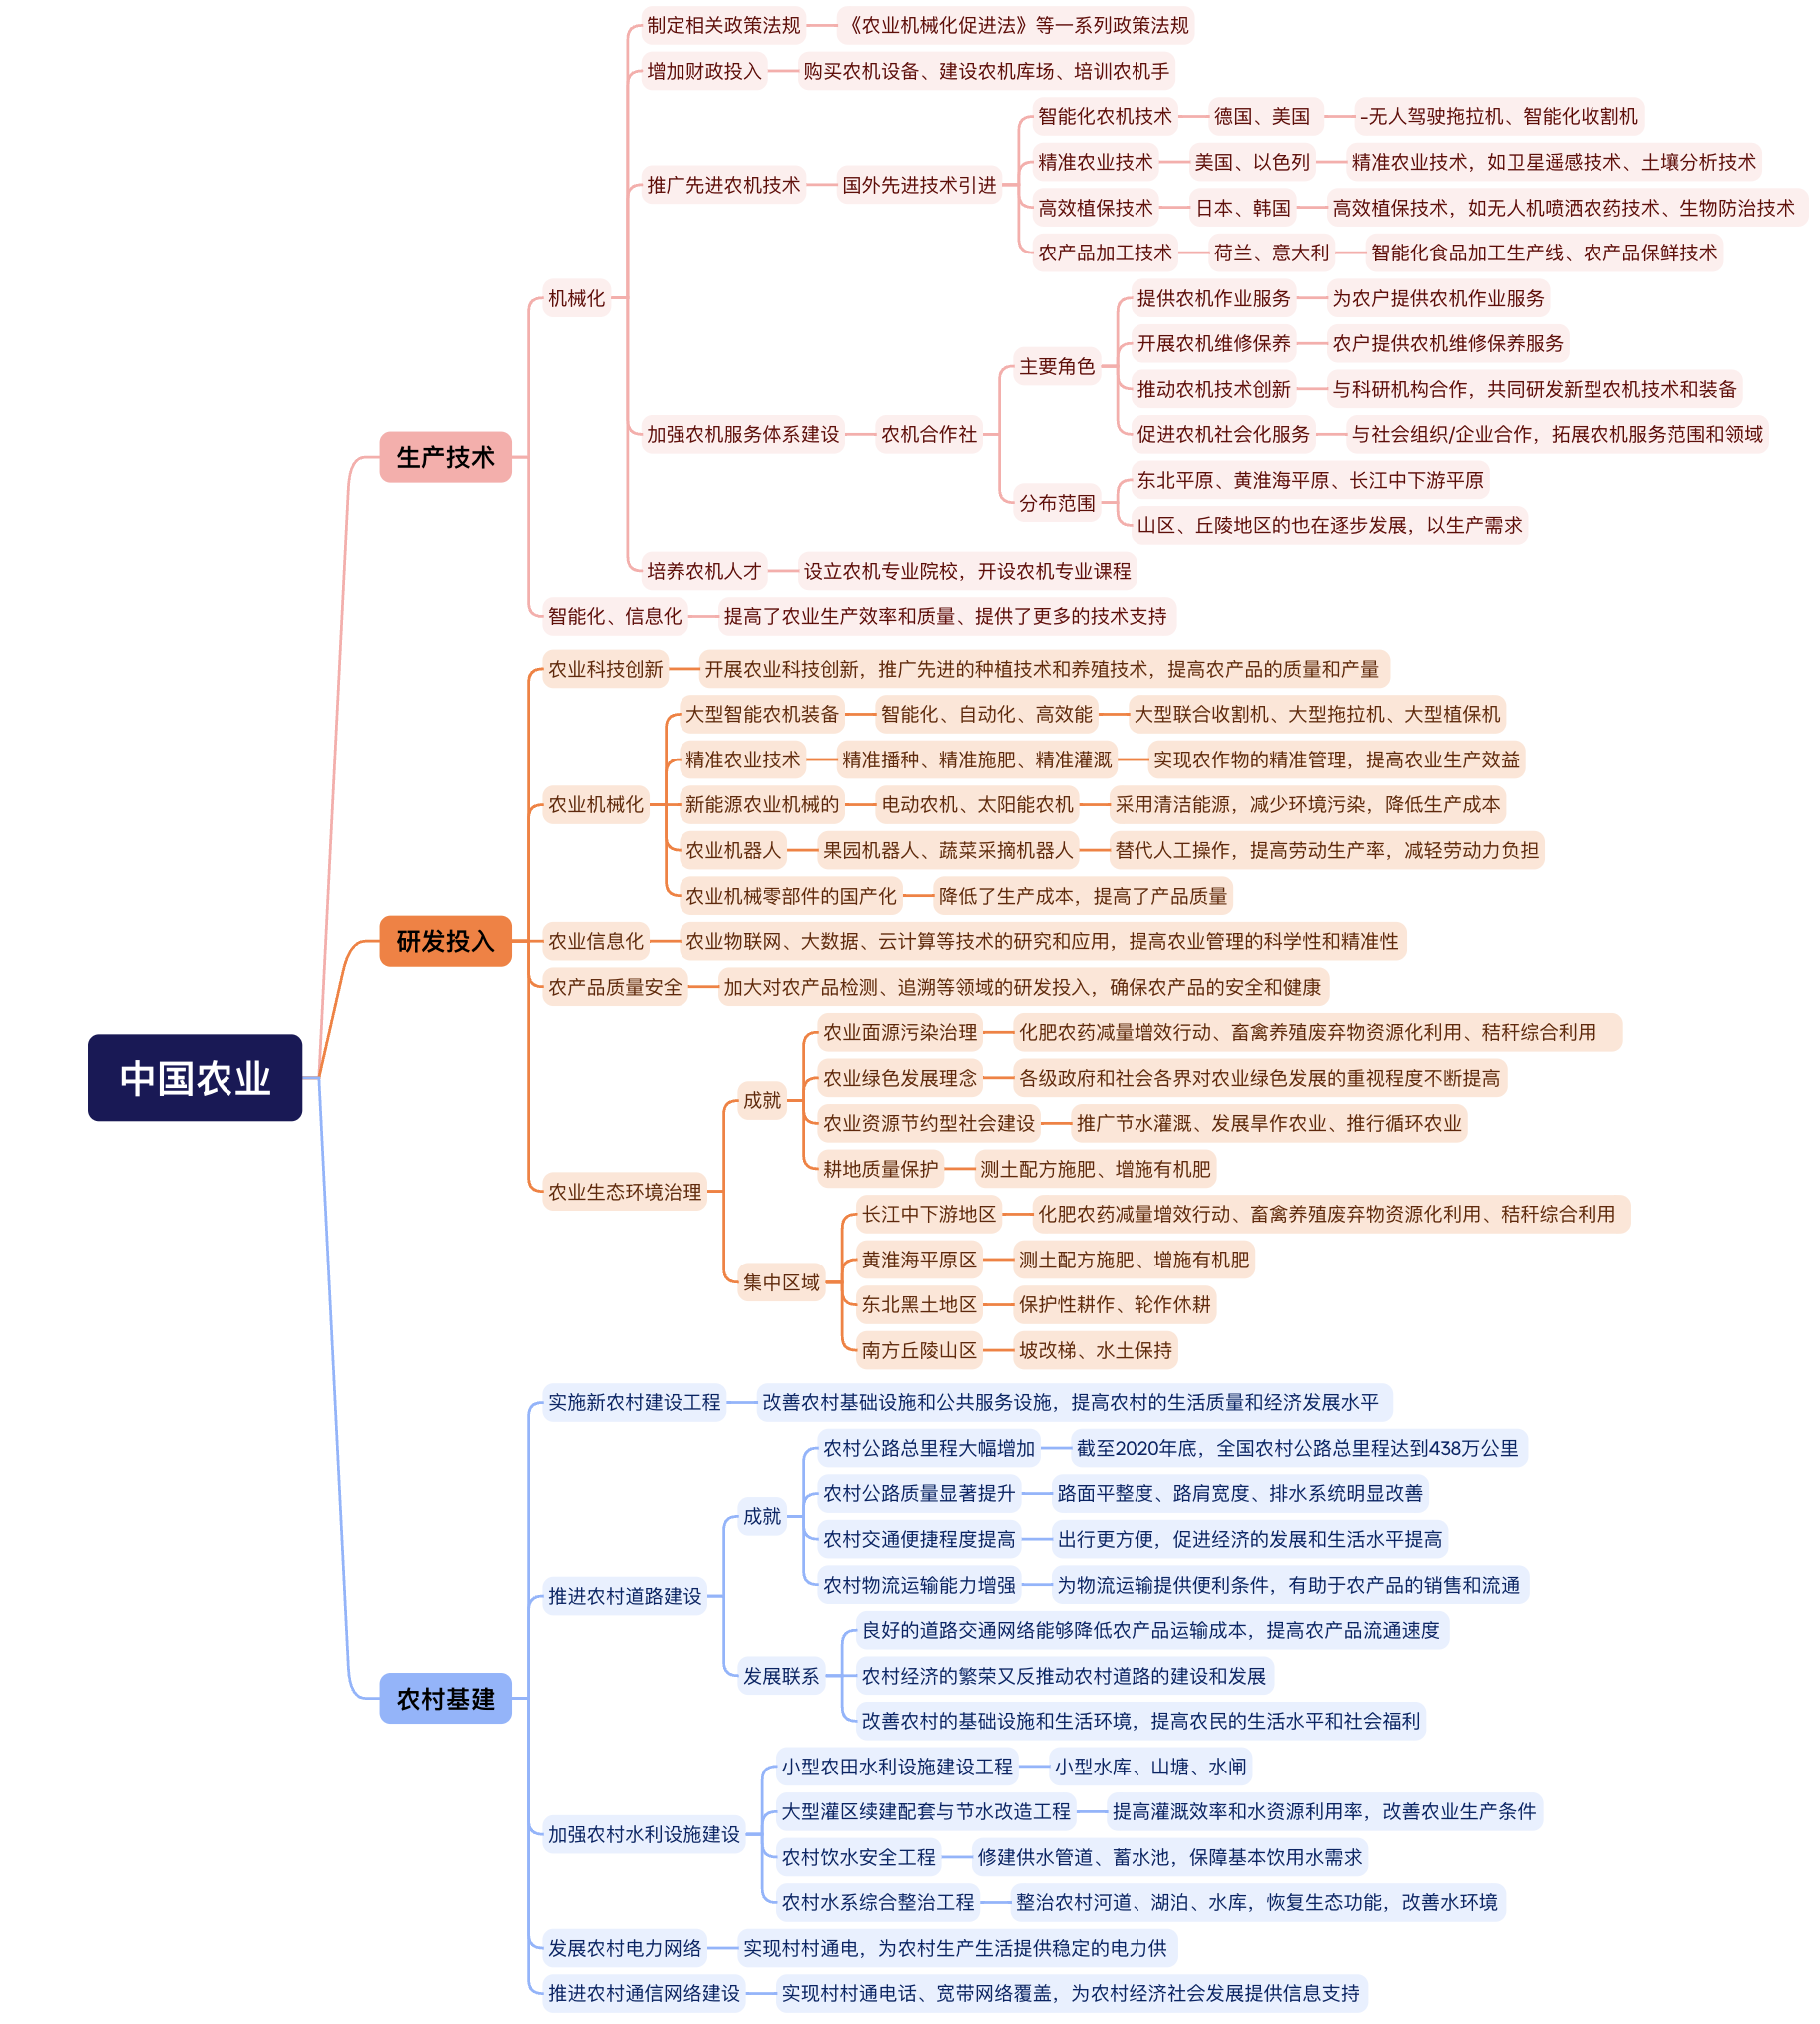 中国农业
生产技术
机械化
制定相关政策法规
《农业机械化促进法》等一系列政策法规
增加财政投入
购买农机设备、建设农机库场、培训农机手
推广先进农机技术
国外先进技术引进
智能化农机技术
德国、美国
-无人驾驶拖拉机、智能化收割机
精准农业技术
美国、以色列
精准农业技术，如卫星遥感技术、土壤分析技术
高效植保技术
日本、韩国
高效植保技术，如无人机喷洒农药技术、生物防治技术
农产品加工技术
荷兰、意大利
智能化食品加工生产线、农产品保鲜技术
加强农机服务体系建设
农机合作社
主要角色
提供农机作业服务
为农户提供农机作业服务
开展农机维修保养
农户提供农机维修保养服务
推动农机技术创新
与科研机构合作，共同研发新型农机技术和装备
促进农机社会化服务
与社会组织/企业合作，拓展农机服务范围和领域
分布范围
东北平原、黄淮海平原、长江中下游平原
山区、丘陵地区的也在逐步发展，以生产需求
培养农机人才
设立农机专业院校，开设农机专业课程
智能化、信息化
提高了农业生产效率和质量、提供了更多的技术支持
研发投入
农业科技创新
开展农业科技创新，推广先进的种植技术和养殖技术，提高农产品的质量和产量
农业机械化
大型智能农机装备
智能化、自动化、高效能
大型联合收割机、大型拖拉机、大型植保机
精准农业技术
精准播种、精准施肥、精准灌溉
实现农作物的精准管理，提高农业生产效益
新能源农业机械的
电动农机、太阳能农机
采用清洁能源，减少环境污染，降低生产成本
农业机器人
果园机器人、蔬菜采摘机器人
替代人工操作，提高劳动生产率，减轻劳动力负担
农业机械零部件的国产化
降低了生产成本，提高了产品质量
农业信息化
农业物联网、大数据、云计算等技术的研究和应用，提高农业管理的科学性和精准性
农产品质量安全
加大对农产品检测、追溯等领域的研发投入，确保农产品的安全和健康
农业生态环境治理
成就
农业面源污染治理
化肥农药减量增效行动、畜禽养殖废弃物资源化利用、秸秆综合利用
农业绿色发展理念
各级政府和社会各界对农业绿色发展的重视程度不断提高
农业资源节约型社会建设
推广节水灌溉、发展旱作农业、推行循环农业
耕地质量保护
测土配方施肥、增施有机肥
集中区域
长江中下游地区
化肥农药减量增效行动、畜禽养殖废弃物资源化利用、秸秆综合利用
黄淮海平原区
测土配方施肥、增施有机肥
东北黑土地区
保护性耕作、轮作休耕
南方丘陵山区
坡改梯、水土保持
农村基建
实施新农村建设工程
改善农村基础设施和公共服务设施，提高农村的生活质量和经济发展水平
推进农村道路建设
成就
农村公路总里程大幅增加
截至2020年底，全国农村公路总里程达到438万公里
农村公路质量显著提升
路面平整度、路肩宽度、排水系统明显改善
农村交通便捷程度提高
出行更方便，促进经济的发展和生活水平提高
农村物流运输能力增强
为物流运输提供便利条件，有助于农产品的销售和流通
发展联系
良好的道路交通网络能够降低农产品运输成本，提高农产品流通速度
农村经济的繁荣又反推动农村道路的建设和发展
改善农村的基础设施和生活环境，提高农民的生活水平和社会福利
加强农村水利设施建设
小型农田水利设施建设工程
小型水库、山塘、水闸
大型灌区续建配套与节水改造工程
提高灌溉效率和水资源利用率，改善农业生产条件
农村饮水安全工程
修建供水管道、蓄水池，保障基本饮用水需求
农村水系综合整治工程
整治农村河道、湖泊、水库，恢复生态功能，改善水环境
发展农村电力网络
实现村村通电，为农村生产生活提供稳定的电力供
推进农村通信网络建设
实现村村通电话、宽带网络覆盖，为农村经济社会发展提供信息支持